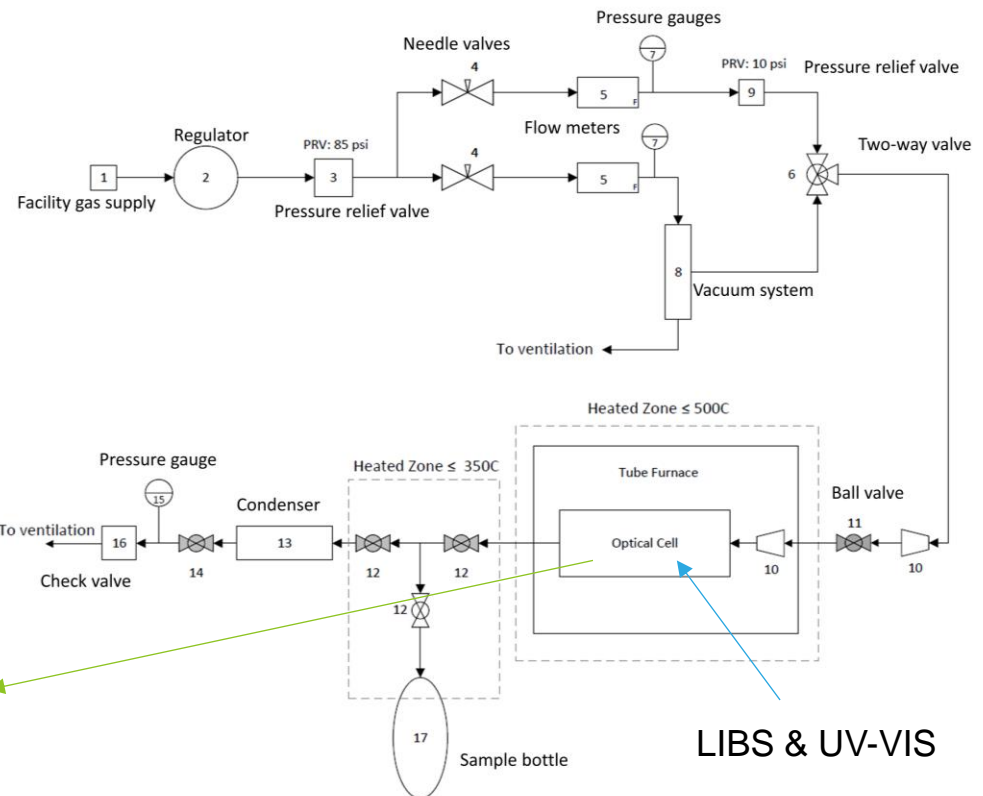 Pressure gauges
Needle valves
4
7
PRV: 10 psi
Pressure relief valve
5
F
9
Regulator
Flow meters
PRV: 85 psi
4
7
Two-way valve
1
2
3
5
F
6
Facility gas supply
Pressure relief valve
8
Vacuum system
To ventilation
Heated Zone ≤ 500C
Pressure gauge
Heated Zone ≤ 350C
Tube Furnace
15
Condenser
Ball valve
11
To ventilation
16
13
Optical Cell
Check valve
14
12
12
10
10
12
17
LIBS & UV-VIS
Sample bottle